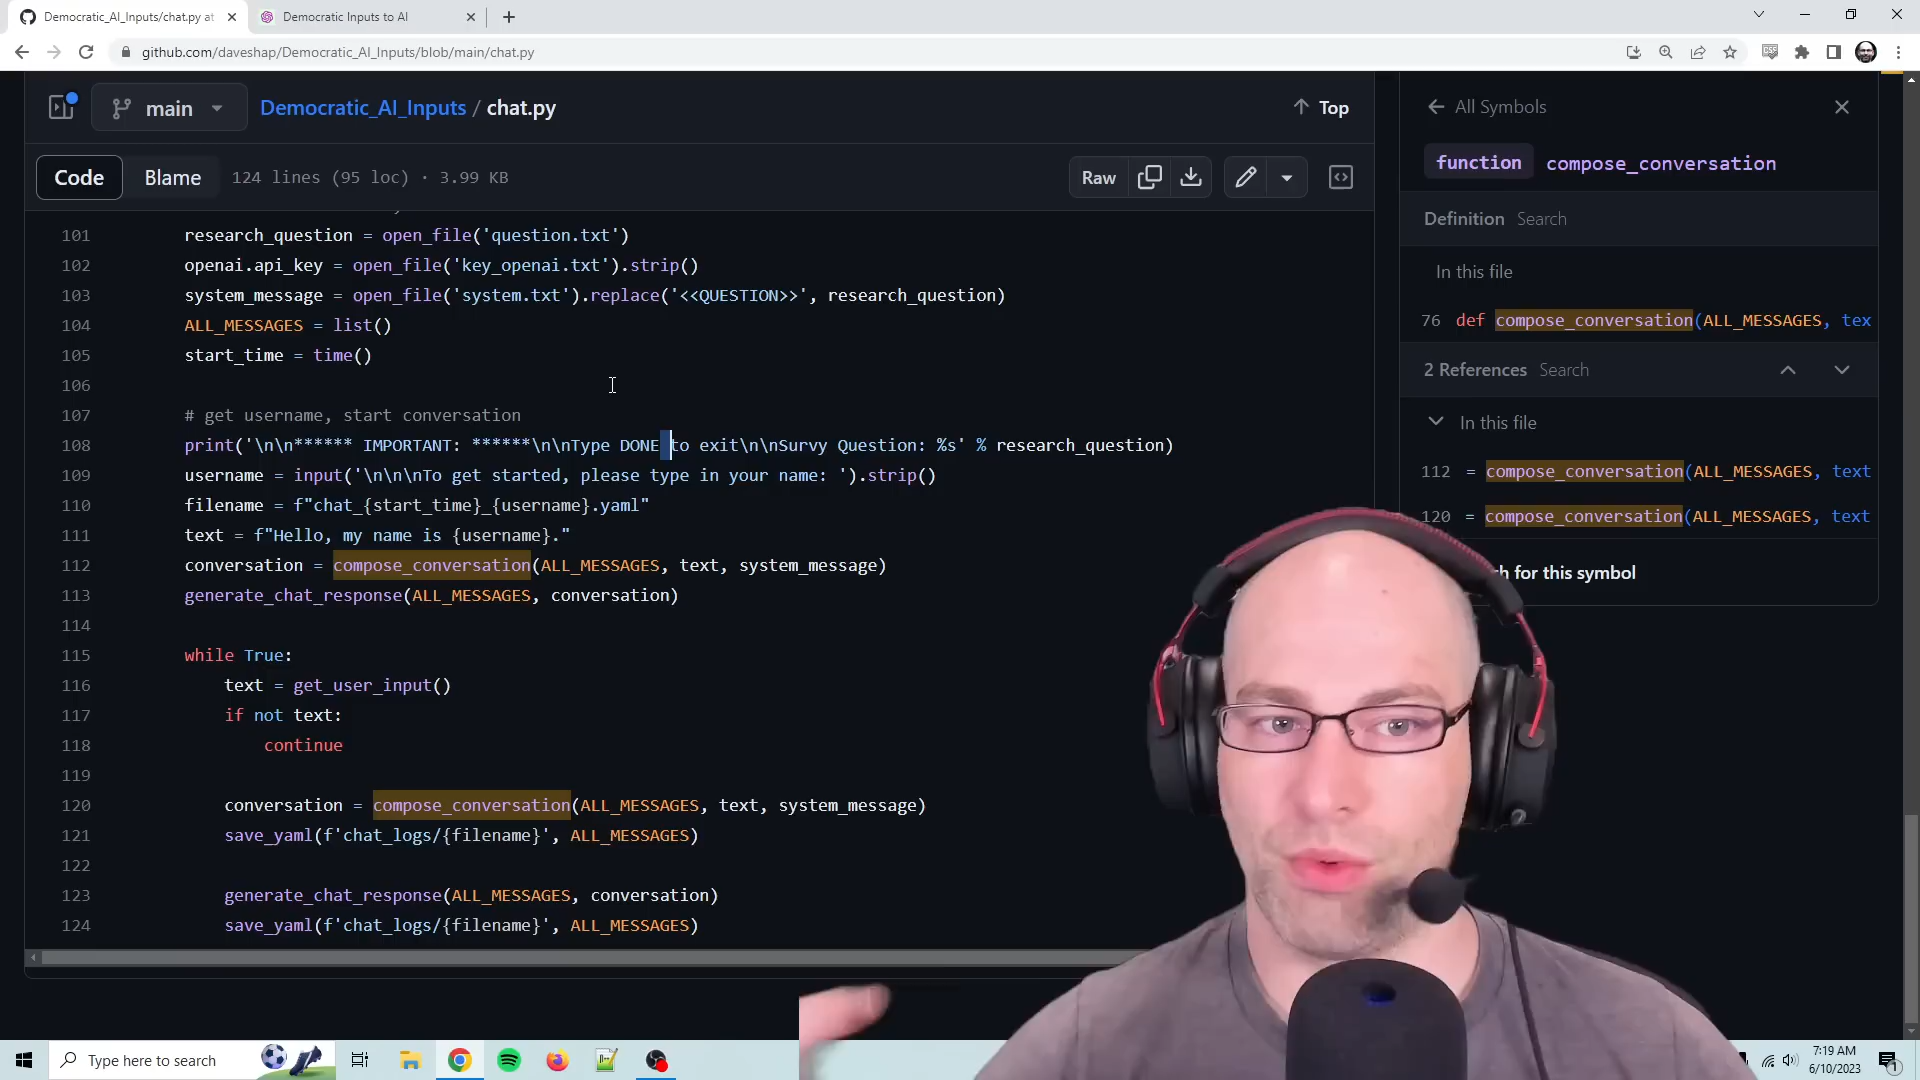 Democratic_AI_Inputs/chat.py at
Democratic Inputs to AI
github.com/daveshap/Democratic_AI_Inputs/blob/main/chat.py
main
Democratic_AI_Inputs / chat.py
Top
All Symbols
function compose_conversation
Code Blame 124 lines (95 loc) · 3.99 KB
Raw
Definition Search
In this file
76 def compose_conversation(ALL_MESSAGES, tex
2 References Search
In this file
112 = compose_conversation(ALL_MESSAGES, text
120 = compose_conversation(ALL_MESSAGES, text
h for this symbol
101 research_question = open_file('question.txt')
102 openai.api_key = open_file('key_openai.txt').strip()
103 system_message = open_file('system.txt').replace('<<QUESTION>>', research_question)
104 ALL_MESSAGES = list()
105 start_time = time()
106
107 # get username, start conversation
108 print('\n\n****** IMPORTANT: ******\n\nType DONE to exit\n\nSurvy Question: %s' % research_question)
109 username = input('\n\n\nTo get started, please type in your name: ').strip()
110 filename = f"chat_{start_time}_{username}.yaml"
111 text = f"Hello, my name is {username}."
112 conversation = compose_conversation(ALL_MESSAGES, text, system_message)
113 generate_chat_response(ALL_MESSAGES, conversation)
114
115 while True:
116 text = get_user_input()
117 if not text:
118 continue
119
120 conversation = compose_conversation(ALL_MESSAGES, text, system_message)
121 save_yaml(f'chat_logs/{filename}', ALL_MESSAGES)
122
123 generate_chat_response(ALL_MESSAGES, conversation)
124 save_yaml(f'chat_logs/{filename}', ALL_MESSAGES)
Type here to search
7:19 AM
6/10/2023
1